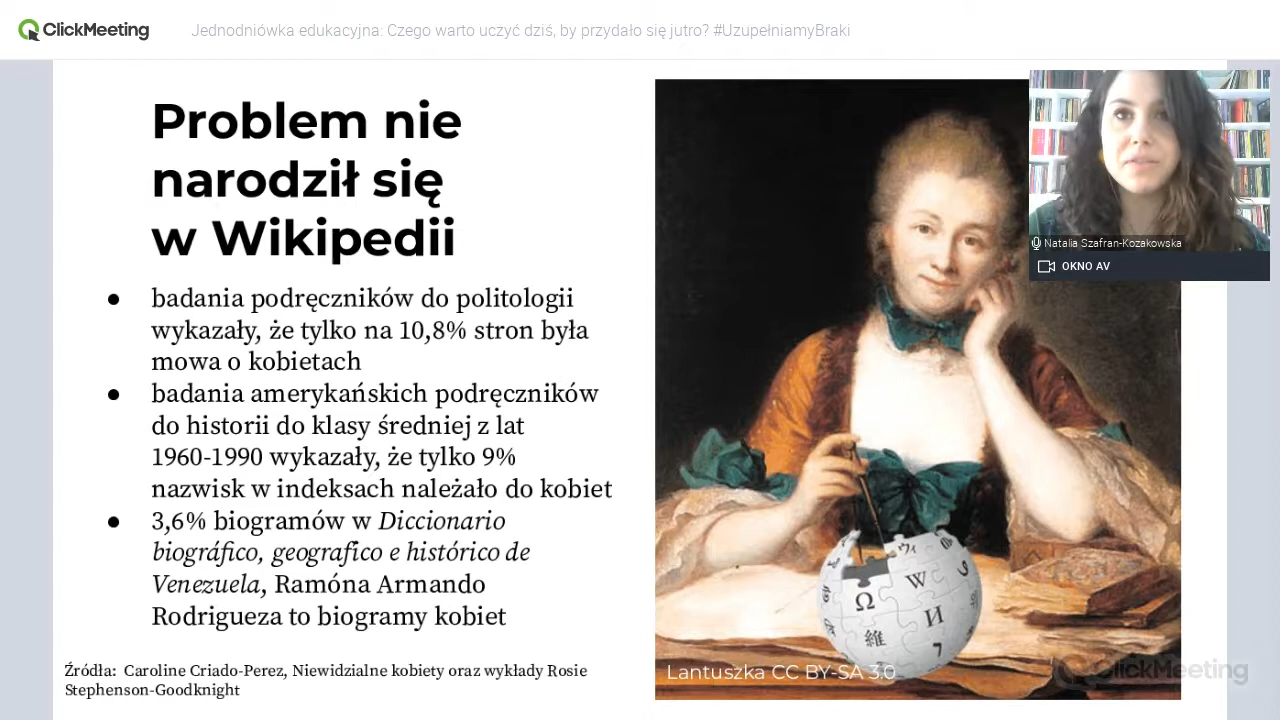 ClickMeeting
Jednodniówka edukacyjna: Czego warto uczyć dziś, by przydało się jutro? #UzupełniamyBraki
Problem nie
narodził się
w Wikipedii
● badania podręczników do politologii
wykazały, że tylko na 10,8% stron była
mowa o kobietach
● badania amerykańskich podręczników
do historii do klasy średniej z lat
1960-1990 wykazały, że tylko 9%
nazwisk w indeksach należało do kobiet
● 3,6% biogramów w Diccionario
biográfico, geografico e histórico de
Venezuela, Ramóna Armando
Rodrigueza to biogramy kobiet
Źródła: Caroline Criado-Perez, Niewidzialne kobiety oraz wykłady Rosie
Stephenson-Goodknight
Natalia Szafran-Kozakowska
OKNO AV
Ω
W
И
維
Lantuszka CC BY-SA 3.0
ClickMeeting